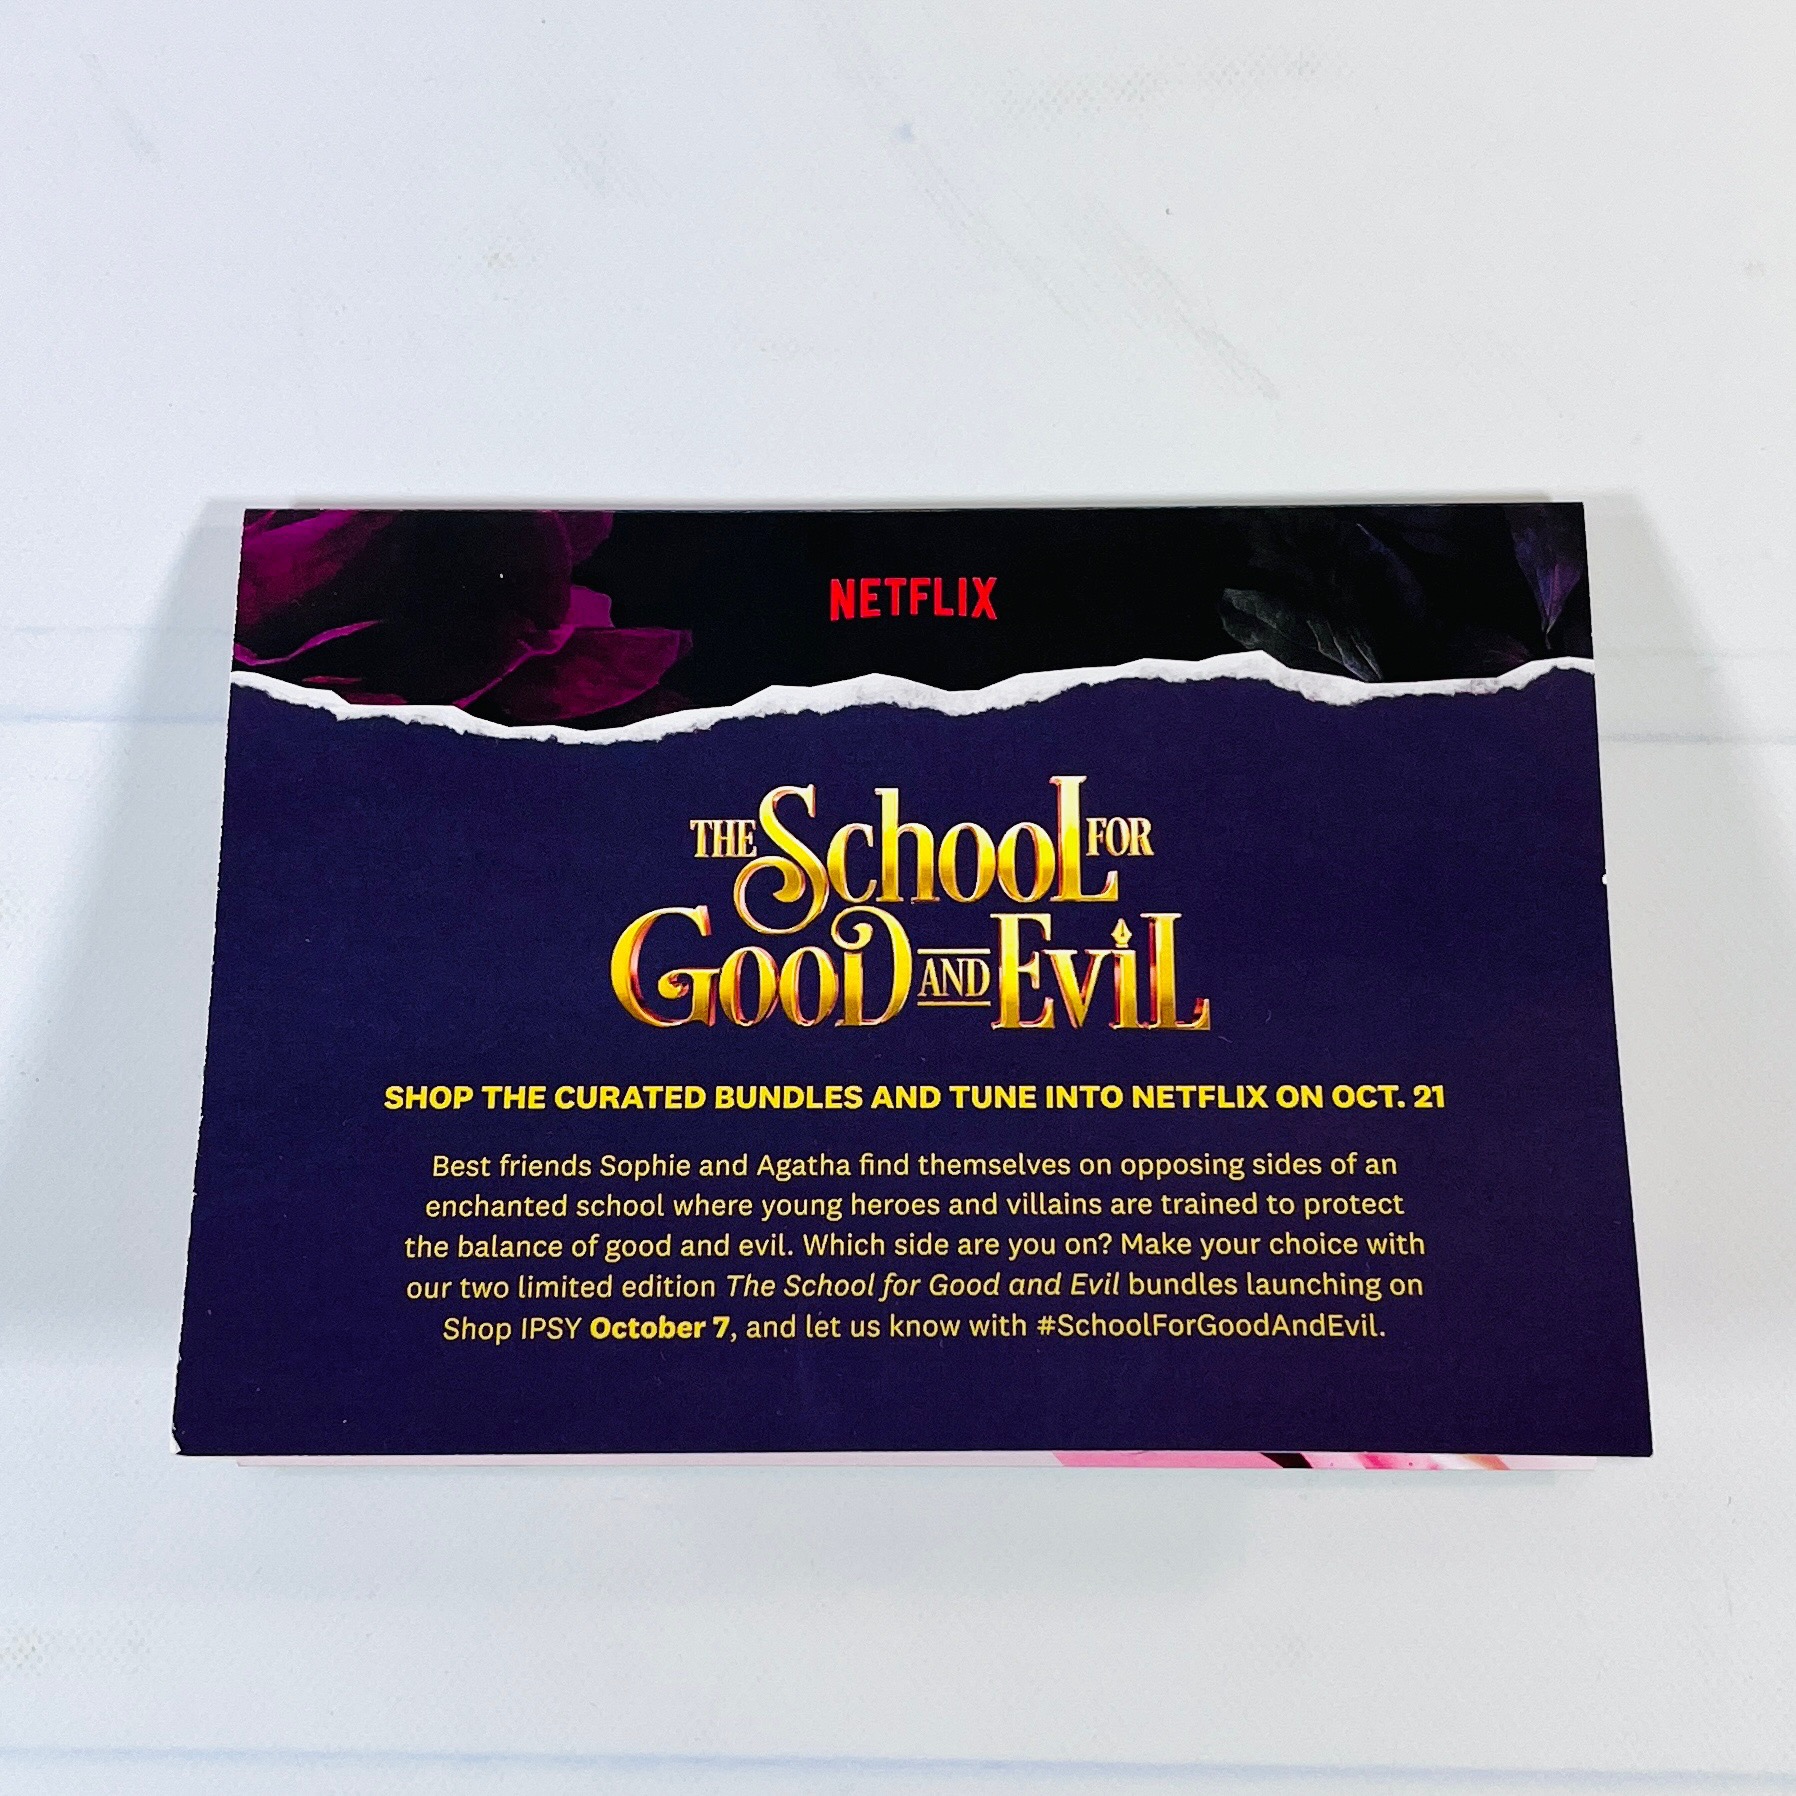 NETFLIX
THE SCHOOL FOR
GOOD AND EVIL
SHOP THE CURATED BUNDLES AND TUNE INTO NETFLIX ON OCT. 21
Best friends Sophie and Agatha find themselves on opposing sides of an
enchanted school where young heroes and villains are trained to protect
the balance of good and evil. Which side are you on? Make your choice with
our two limited edition The School for Good and Evil bundles launching on
Shop IPSY October 7, and let us know with #SchoolForGoodAndEvil.